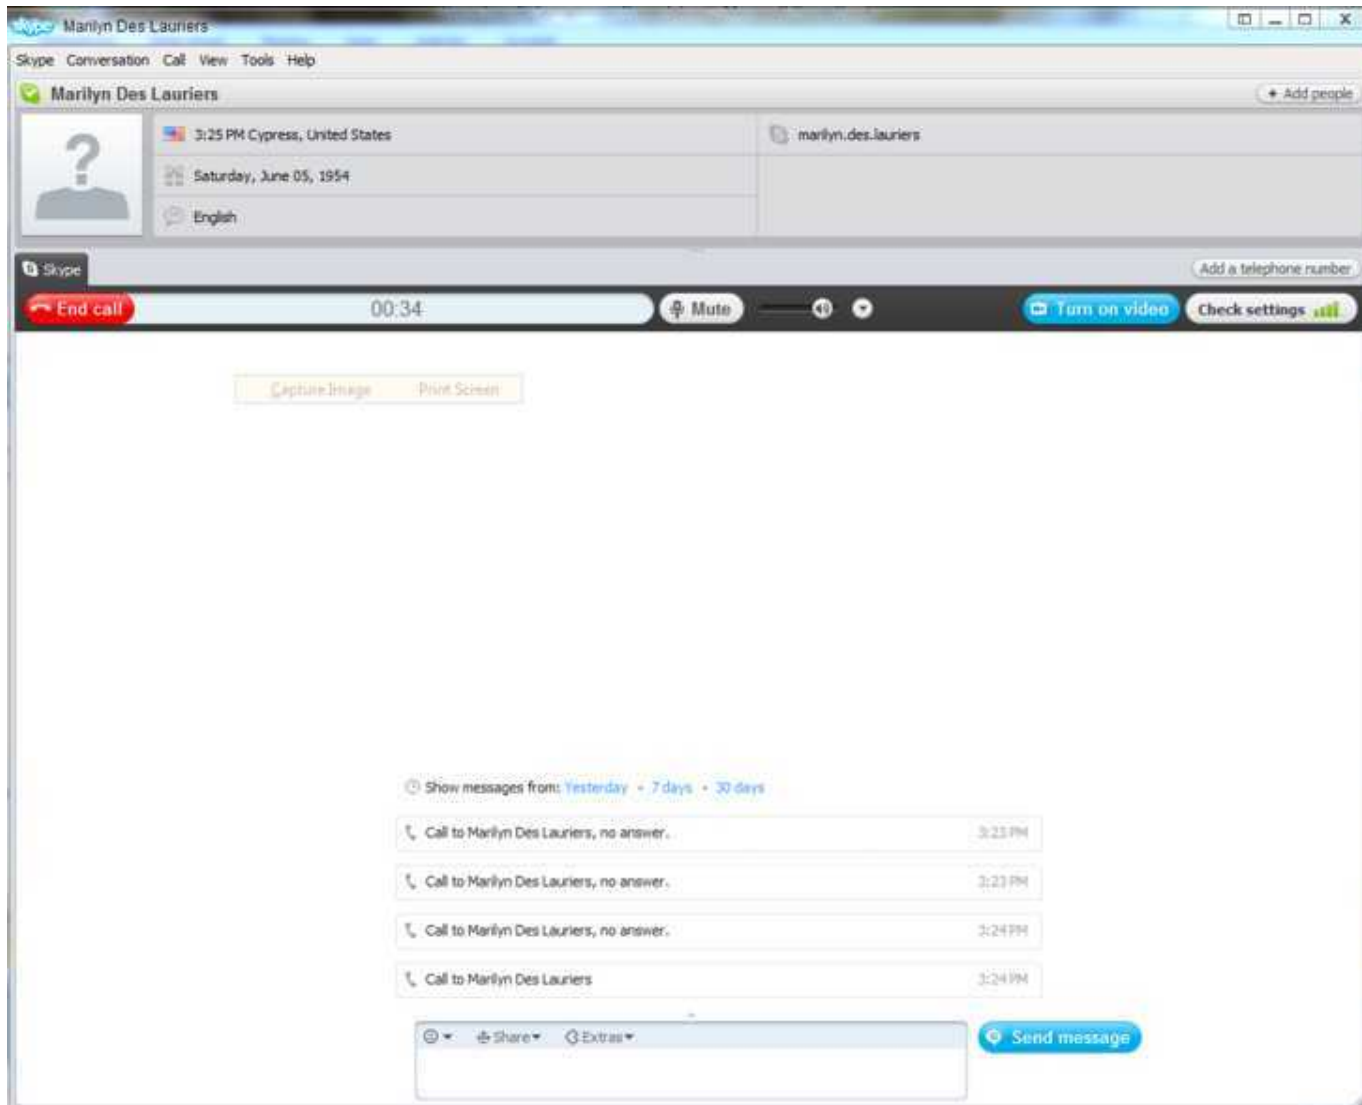 skype Marilyn Des Lauriers
Skype Conversation Call View Tools Help
Marilyn Des Lauriers + Add people
3:25 PM Cypress, United States marilyn.des.lauriers
Saturday, June 05, 1954
English
Skype Add a telephone number
End call 00:34 Mute Turn on video Check settings
Capture Image Print Screen
Show messages from: Yesterday • 7 days • 30 days
Call to Marilyn Des Lauriers, no answer. 3:23 PM
Call to Marilyn Des Lauriers, no answer. 3:23 PM
Call to Marilyn Des Lauriers, no answer. 3:24 PM
Call to Marilyn Des Lauriers 3:24 PM
Share Extras Send message